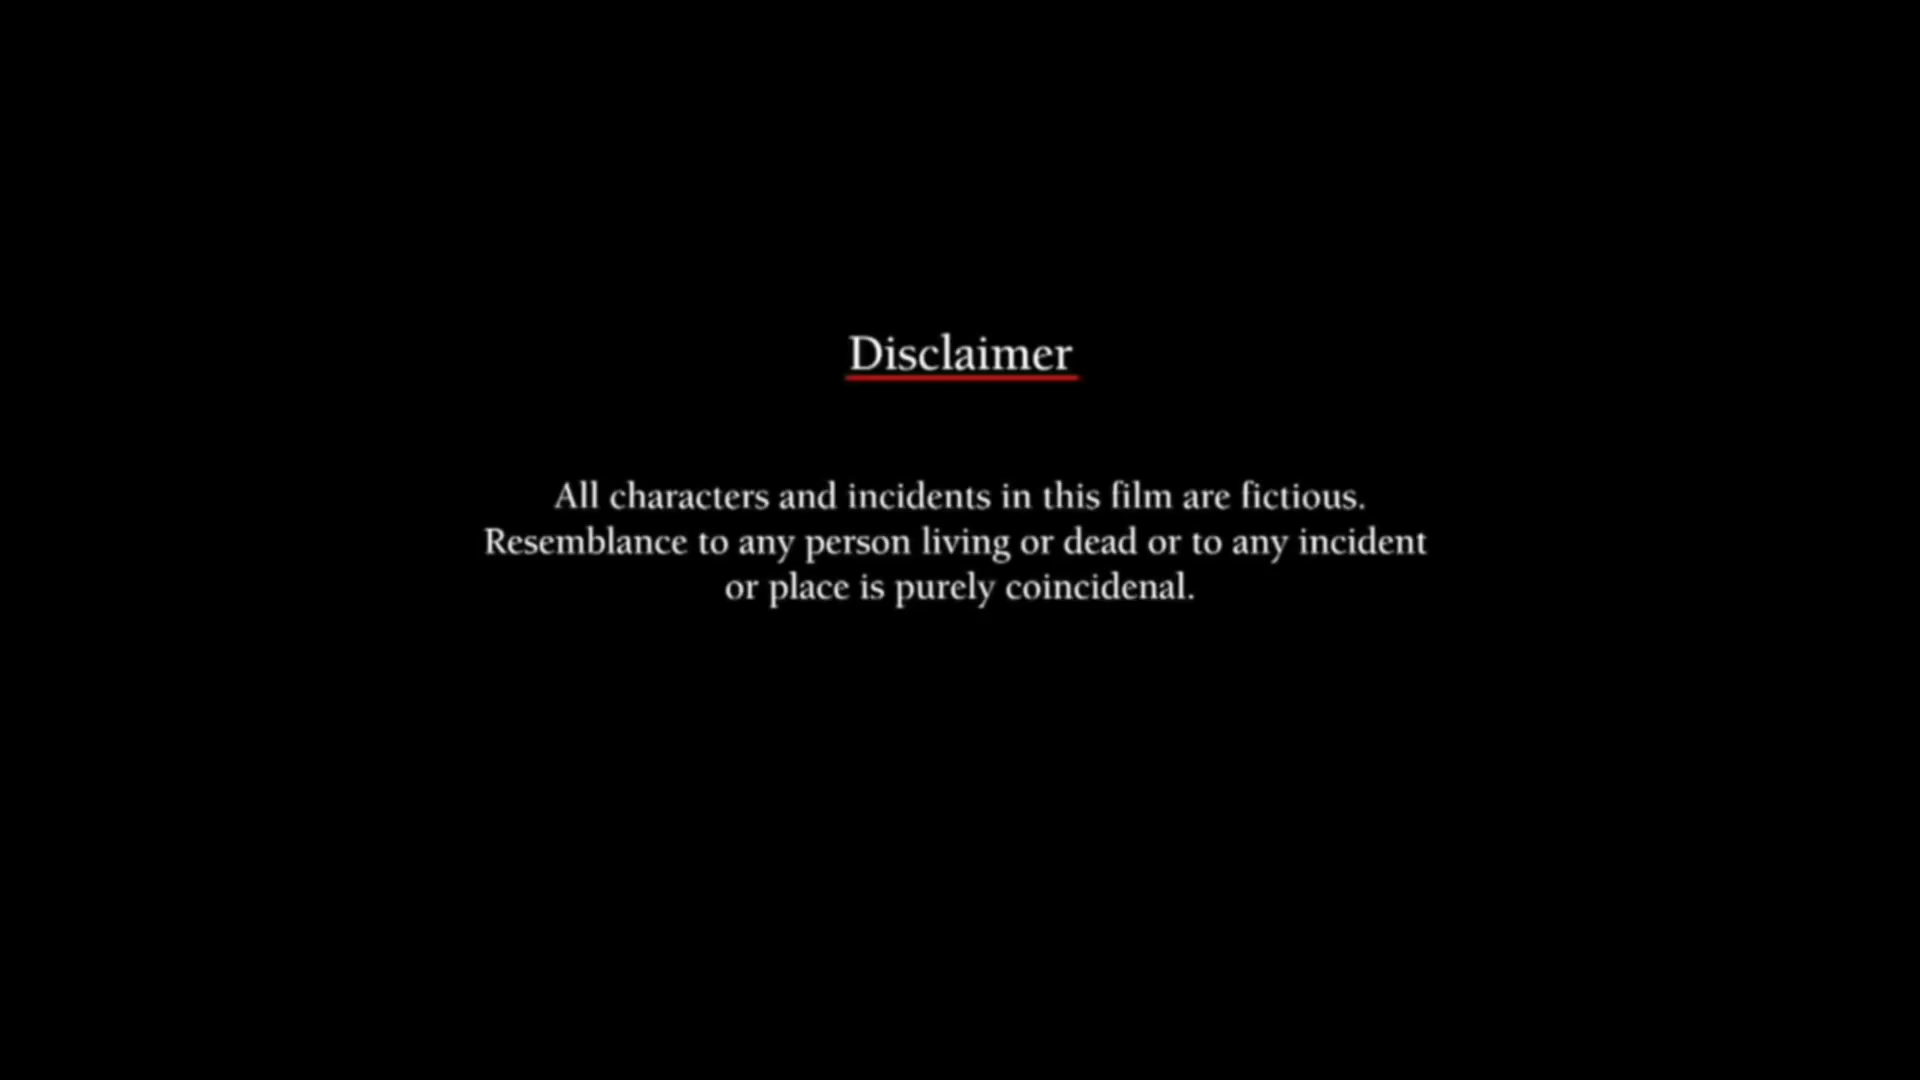 Disclaimer
All characters and incidents in this film are fictious.
Resemblance to any person living or dead or to any incident
or place is purely coincidenal.